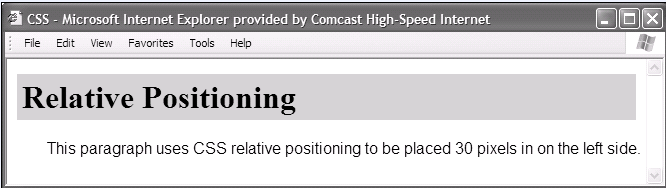 CSS - Microsoft Internet Explorer provided by Comcast High-Speed Internet
File Edit View Favorites Tools Help
Relative Positioning
This paragraph uses CSS relative positioning to be placed 30 pixels in on the left side.